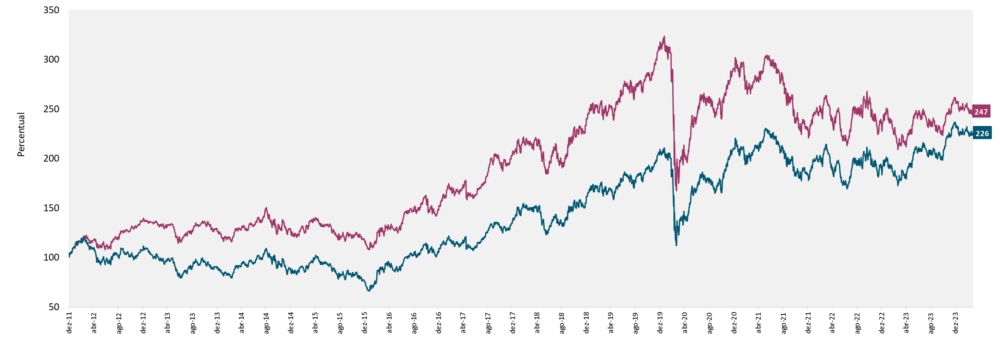 350
300
250
200
150
100
50
Percentual
247
226
dez-11
abr-12
ago-12
dez-12
abr-13
ago-13
dez-13
abr-14
ago-14
dez-14
abr-15
ago-15
dez-15
abr-16
ago-16
dez-16
abr-17
ago-17
dez-17
abr-18
ago-18
dez-18
abr-19
ago-19
dez-19
abr-20
ago-20
dez-20
abr-21
ago-21
dez-21
abr-22
ago-22
dez-22
abr-23
ago-23
dez-23